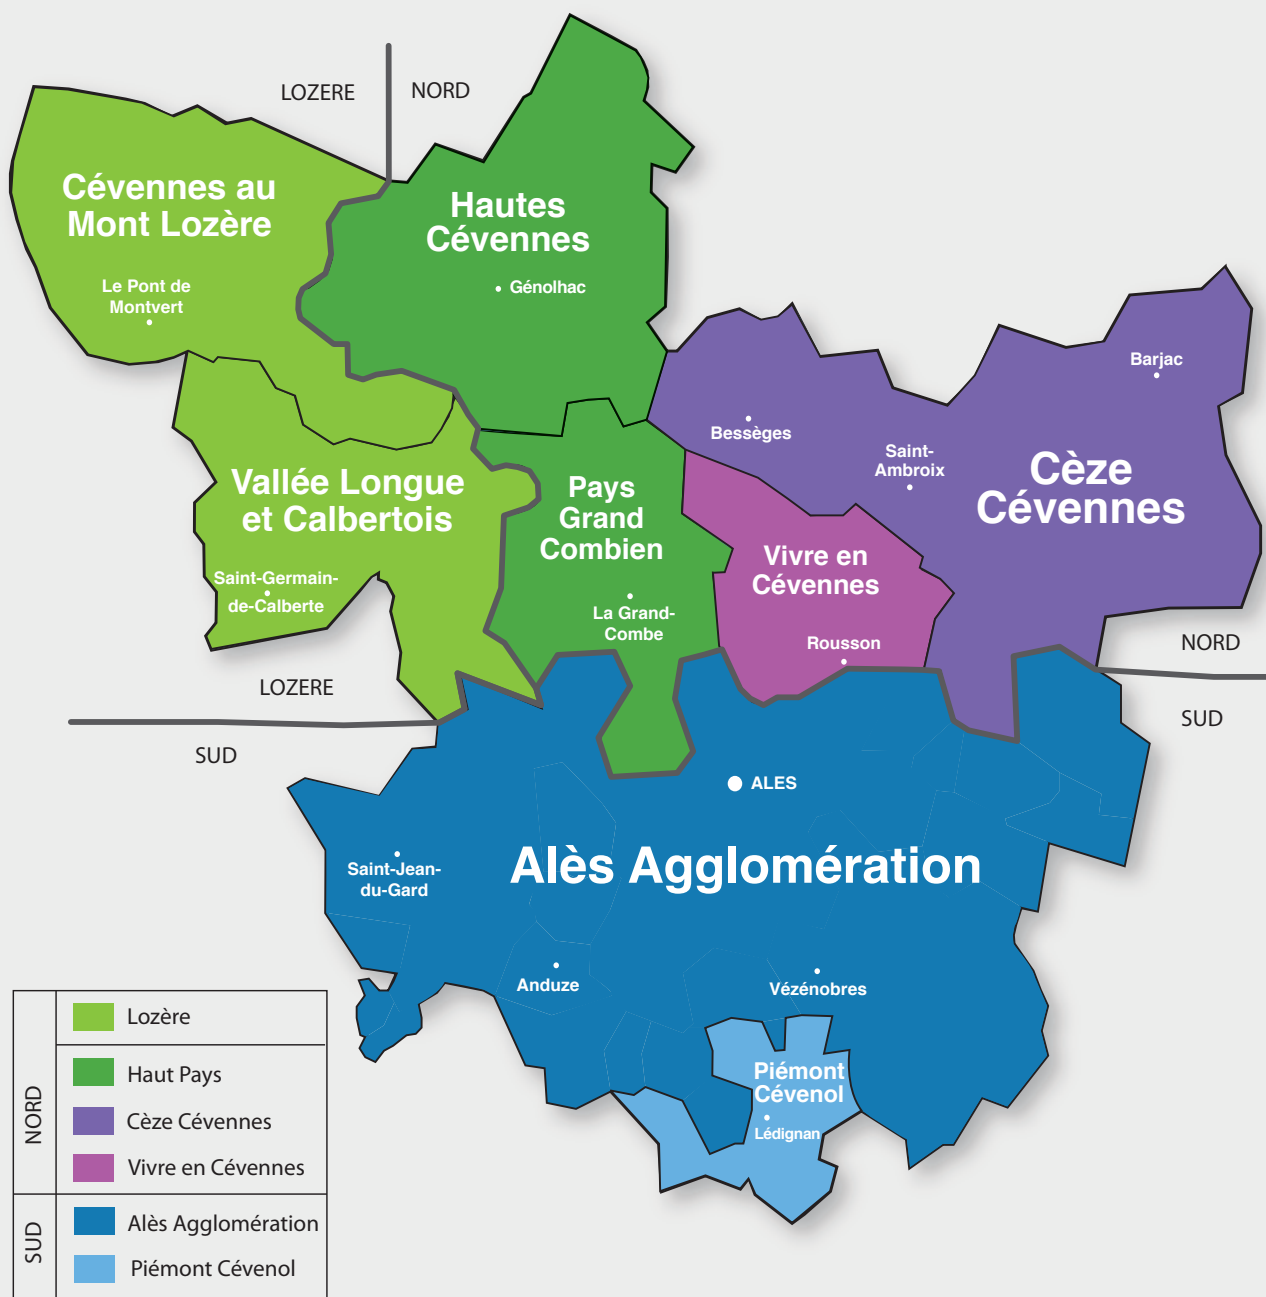 LOZERE
NORD
Cévennes au
Mont Lozère
Le Pont de
Montvert
Hautes
Cévennes
Génolhac
Barjac
Bessèges
Saint-
Ambroix
Cèze
Cévennes
Vallée Longue
et Calbertois
Saint-Germain-
de-Calberte
Pays
Grand
Combien
La Grand-
Combe
Vivre en
Cévennes
Rousson
NORD
SUD
LOZERE
SUD
ALES
Alès Agglomération
Saint-Jean-
du-Gard
Anduze
Vézénobres
Piémont
Cévenol
Lédignan
NORD
Lozère
Haut Pays
Cèze Cévennes
Vivre en Cévennes
SUD
Alès Agglomération
Piémont Cévenol